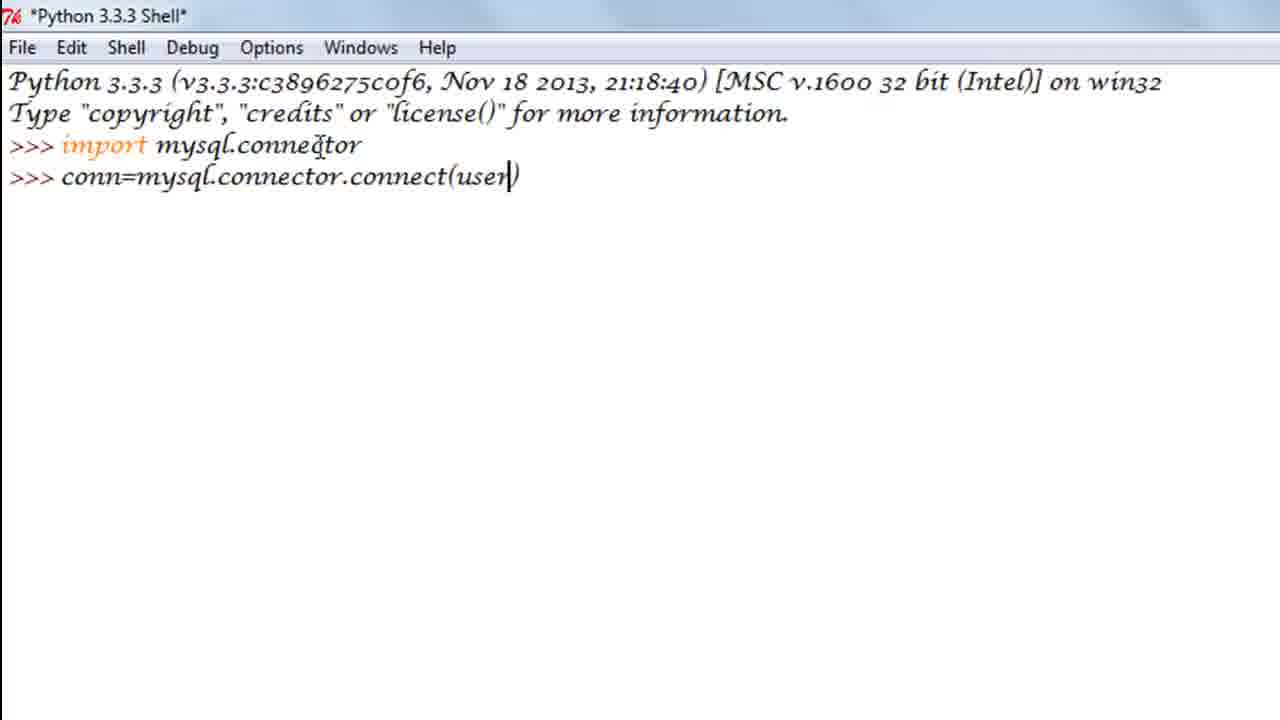 *Python 3.3.3 Shell*
File Edit Shell Debug Options Windows Help
Python 3.3.3 (v3.3.3:c3896275c0f6, Nov 18 2013, 21:18:40) [MSC v.1600 32 bit (Intel)] on win32
Type "copyright", "credits" or "license()" for more information.
>>> import mysql.connector
>>> conn=mysql.connector.connect(user)